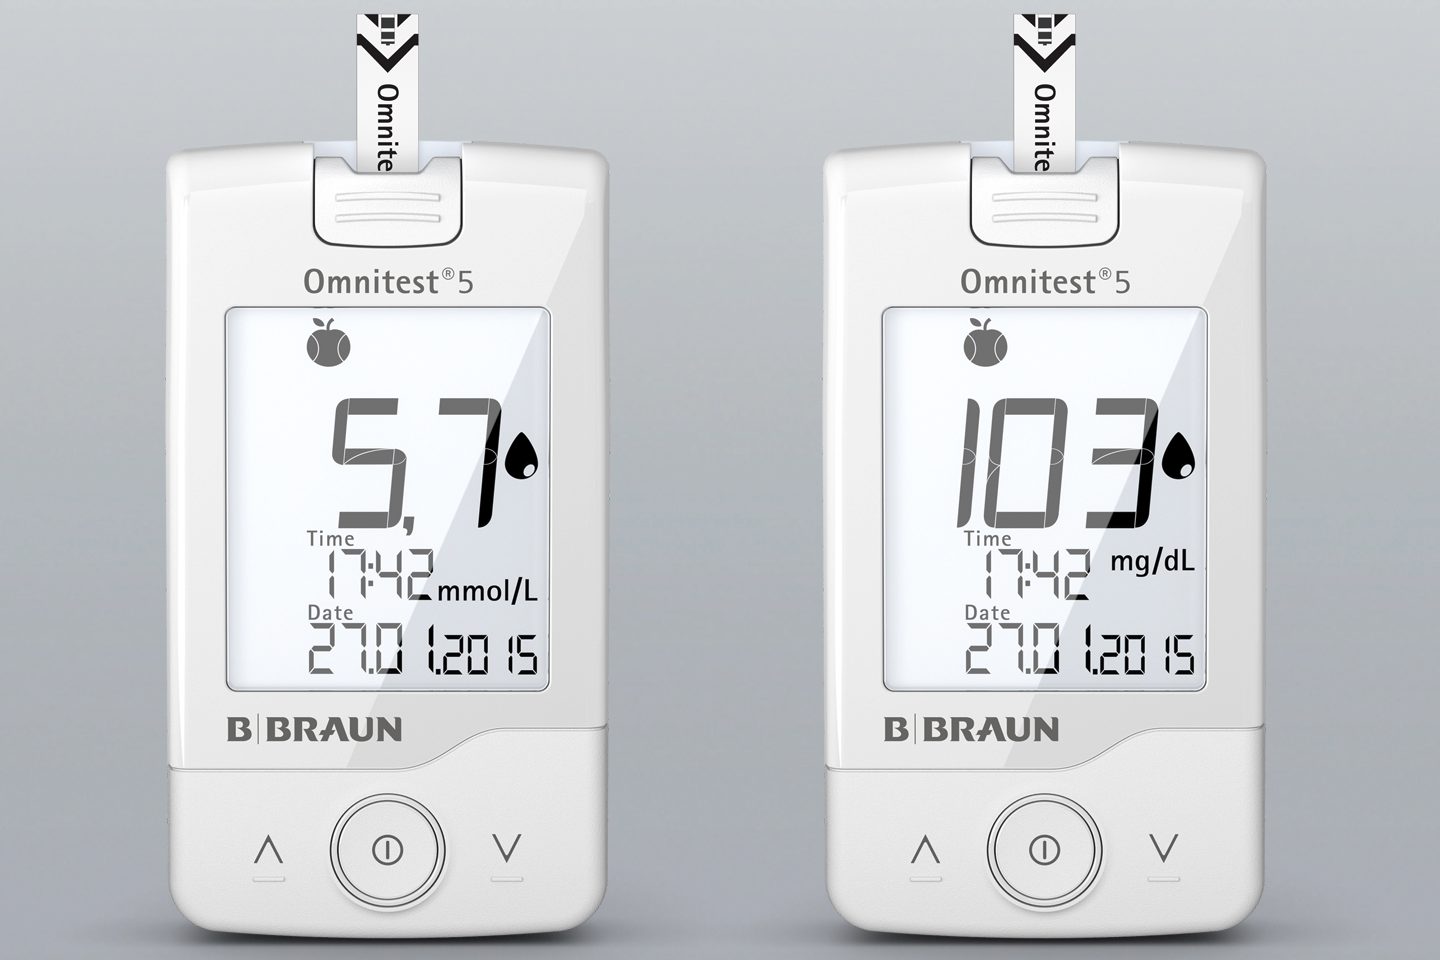 Omnite
Omnitest®5
5,7
Time
17:42
mmol/L
Date
27.01.2015
B|BRAUN
Omnite
Omnitest®5
103
Time
17:42
mg/dL
Date
27.01.2015
B|BRAUN